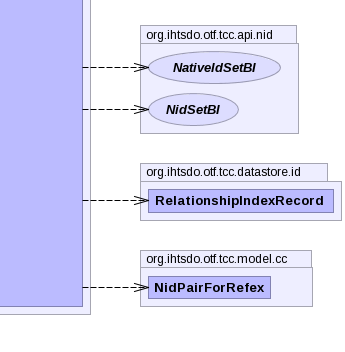 org.ihtsdo.otf.tcc.api.nid
NativeIdSetBI
NidSetBI
org.ihtsdo.otf.tcc.datastore.id
RelationshipIndexRecord
org.ihtsdo.otf.tcc.model.cc
NidPairForRefex